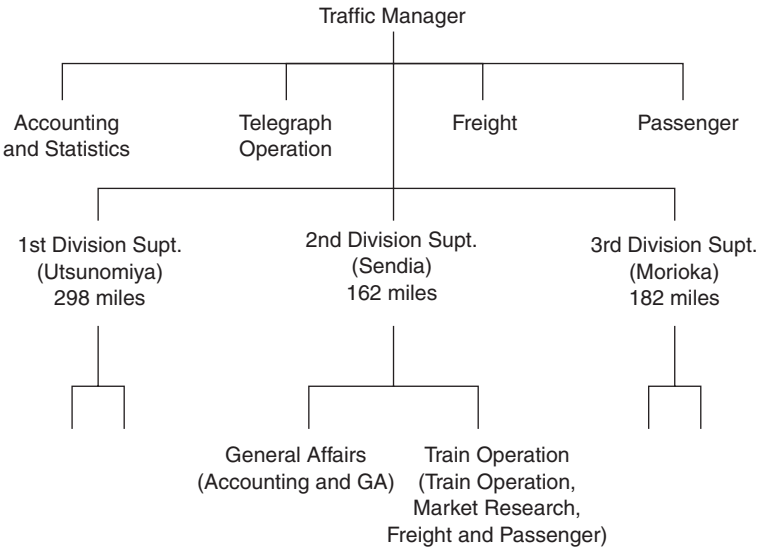 Traffic Manager
Accounting
and Statistics
Telegraph
Operation
Freight
Passenger
1st Division Supt.
(Utsunomiya)
298 miles
2nd Division Supt.
(Sendia)
162 miles
3rd Division Supt.
(Morioka)
182 miles
General Affairs
(Accounting and GA)
Train Operation
(Train Operation,
Market Research,
Freight and Passenger)